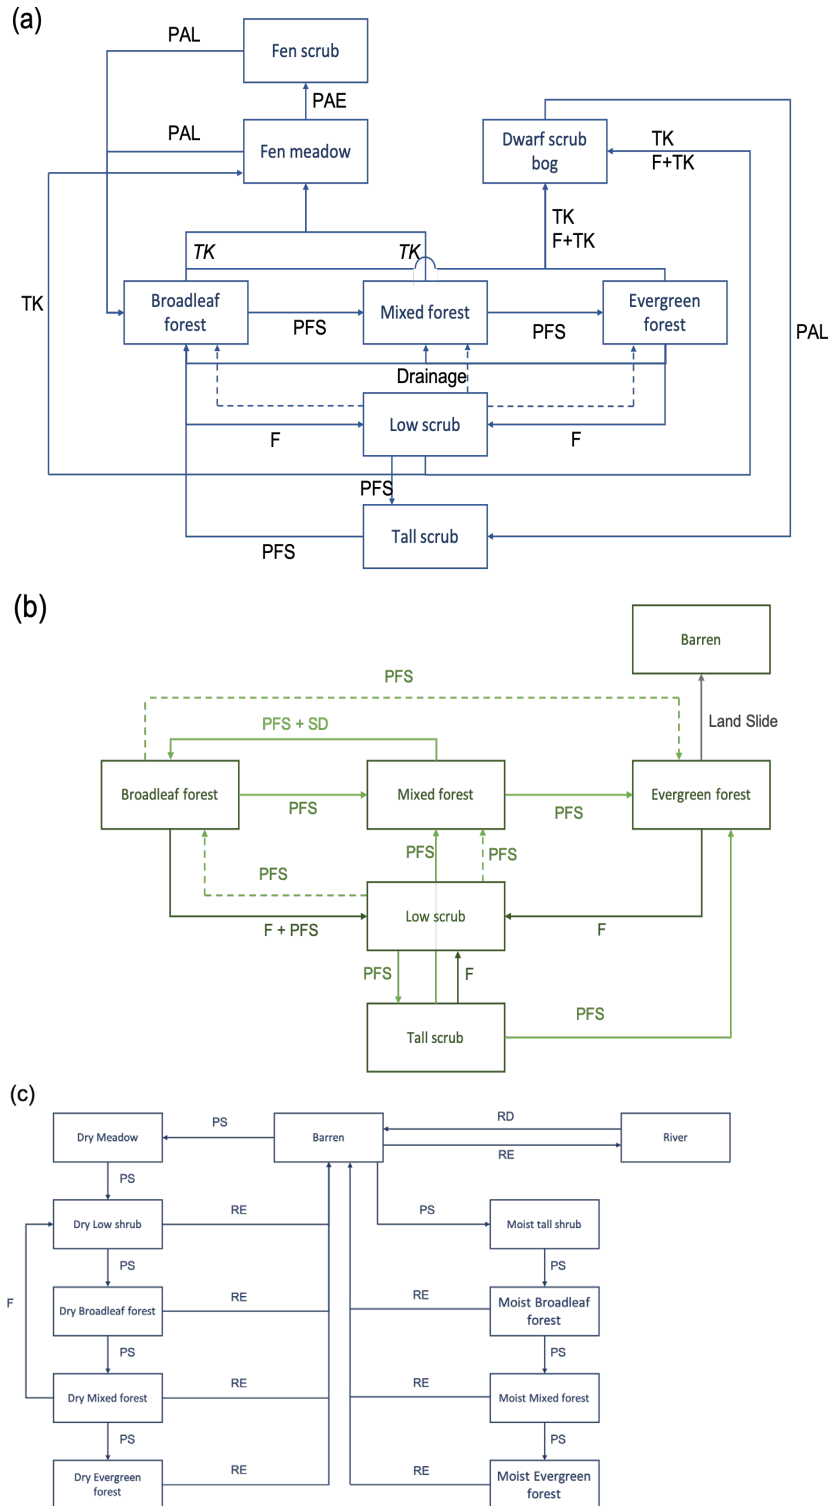 (a)
PAL
Fen scrub
PAE
PAL
Fen meadow
Dwarf scrub
bog
TK
F+TK
TK
F+TK
TK
TK
TK
Broadleaf
forest
PFS
Mixed forest
PFS
Evergreen
forest
PAL
Drainage
F
Low scrub
F
PFS
Tall scrub
PFS
(b)
Barren
PFS
Land Slide
PFS + SD
Broadleaf forest
PFS
Mixed forest
PFS
Evergreen forest
PFS
PFS
PFS
Low scrub
F + PFS
F
PFS
F
Tall scrub
PFS
(c)
Dry Meadow
PS
Barren
RD
RE
River
PS
Dry Low shrub
RE
PS
Moist tall shrub
PS
PS
F
Dry Broadleaf forest
RE
RE
Moist Broadleaf
forest
PS
PS
Dry Mixed forest
RE
RE
Moist Mixed forest
PS
PS
Dry Evergreen
forest
RE
RE
Moist Evergreen
forest